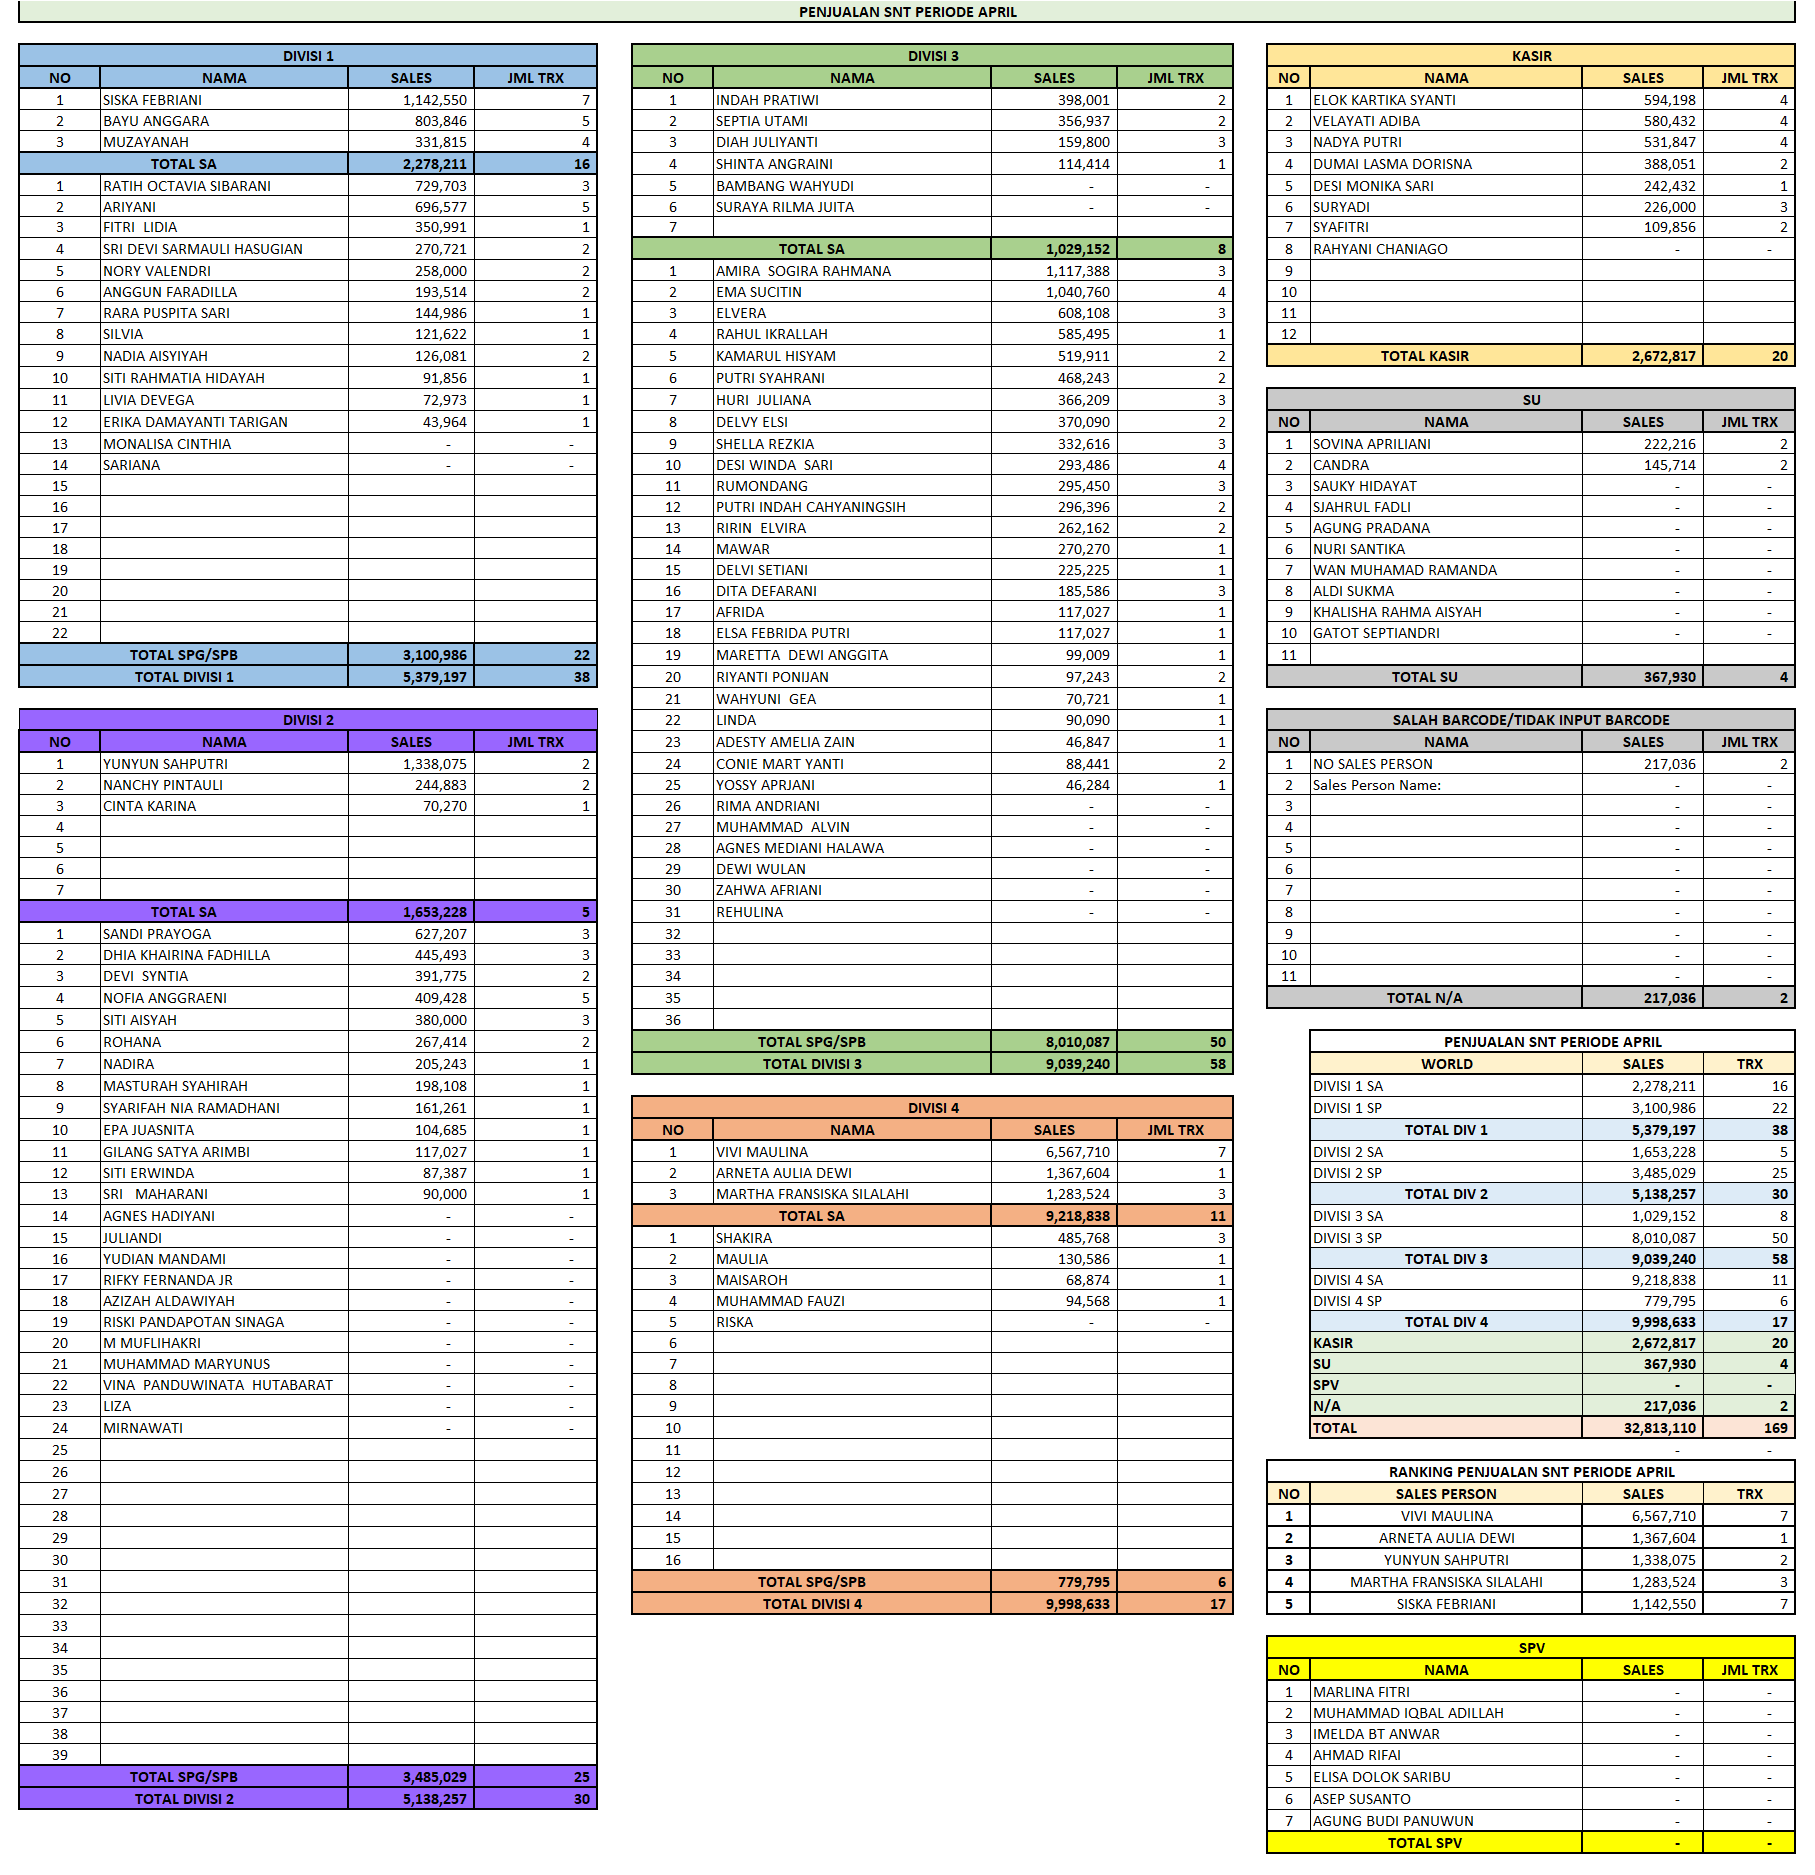 PENJUALAN SNT PERIODE APRIL
DIVISI 1
NO NAMA SALES JML TRX
1 SISKA FEBRIANI 1,142,550 7
2 BAYU ANGGARA 803,846 5
3 MUZAYANAH 331,815 4
TOTAL SA 2,278,211 16
1 RATIH OCTAVIA SIBARANI 729,703 3
2 ARIYANI 696,577 5
3 FITRI LIDIA 350,991 1
4 SRI DEVI SARMAULI HASUGIAN 270,721 2
5 NORY VALENDRI 258,000 2
6 ANGGUN FARADILLA 193,514 2
7 RARA PUSPITA SARI 144,986 1
8 SILVIA 121,622 1
9 NADIA AISYIYAH 126,081 2
10 SITI RAHMATIA HIDAYAH 91,856 1
11 LIVIA DEVEGA 72,973 1
12 ERIKA DAMAYANTI TARIGAN 43,964 1
13 MONALISA CINTHIA - -
14 SARIANA - -
15
16
17
18
19
20
21
22
TOTAL SPG/SPB 3,100,986 22
TOTAL DIVISI 1 5,379,197 38
DIVISI 2
NO NAMA SALES JML TRX
1 YUNYUN SAHPUTRI 1,338,075 2
2 NANCHY PINTAULI 244,883 2
3 CINTA KARINA 70,270 1
4
5
6
7
TOTAL SA 1,653,228 5
1 SANDI PRAYOGA 627,207 3
2 DHIA KHAIRINA FADHILLA 445,493 3
3 DEVI SYNTIA 391,775 2
4 NOFIA ANGGRAENI 409,428 5
5 SITI AISYAH 380,000 3
6 ROHANA 267,414 2
7 NADIRA 205,243 1
8 MASTURAH SYAHIRAH 198,108 1
9 SYARIFAH NIA RAMADHANI 161,261 1
10 EPA JUASNITA 104,685 1
11 GILANG SATYA ARIMBI 117,027 1
12 SITI ERWINDA 87,387 1
13 SRI MAHARANI 90,000 1
14 AGNES HADIYANI - -
15 JULIANDI - -
16 YUDIAN MANDAMI - -
17 RIFKY FERNANDA JR - -
18 AZIZAH ALDAWIYAH - -
19 RISKI PANDAPOTAN SINAGA - -
20 M MUFLIHAKRI - -
21 MUHAMMAD MARYUNUS - -
22 VINA PANDUWINATA HUTABARAT - -
23 LIZA - -
24 MIRNAWATI - -
25
26
27
28
29
30
31
32
33
34
35
36
37
38
39
TOTAL SPG/SPB 3,485,029 25
TOTAL DIVISI 2 5,138,257 30
DIVISI 3
NO NAMA SALES JML TRX
1 INDAH PRATIWI 398,001 2
2 SEPTIA UTAMI 356,937 2
3 DIAH JULIYANTI 159,800 3
4 SHINTA ANGRAINI 114,414 1
5 BAMBANG WAHYUDI - -
6 SURAYA RILMA JUITA - -
7
TOTAL SA 1,029,152 8
1 AMIRA SOGIRA RAHMANA 1,117,388 3
2 EMA SUCITIN 1,040,760 4
3 ELVERA 608,108 3
4 RAHUL IKRALLAH 585,495 1
5 KAMARUL HISYAM 519,911 2
6 PUTRI SYAHRANI 468,243 2
7 HURI JULIANA 366,209 3
8 DELVY ELSI 370,090 2
9 SHELLA REZKIA 332,616 3
10 DESI WINDA SARI 293,486 4
11 RUMONDANG 295,450 3
12 PUTRI INDAH CAHYANINGSIH 296,396 2
13 RIRIN ELVIRA 262,162 2
14 MAWAR 270,270 1
15 DELVI SETIANI 225,225 1
16 DITA DEFARANI 185,586 3
17 AFRIDA 117,027 1
18 ELSA FEBRIDA PUTRI 117,027 1
19 MARETTA DEWI ANGGITA 99,009 1
20 RIYANTI PONIJAN 97,243 2
21 WAHYUNI GEA 70,721 1
22 LINDA 90,090 1
23 ADESTY AMELIA ZAIN 46,847 1
24 CONIE MART YANTI 88,441 2
25 YOSSY APRJANI 46,284 1
26 RIMA ANDRIANI - -
27 MUHAMMAD ALVIN - -
28 AGNES MEDIANI HALAWA - -
29 DEWI WULAN - -
30 ZAHWA AFRIANI - -
31 REHULINA - -
32
33
34
35
36
TOTAL SPG/SPB 8,010,087 50
TOTAL DIVISI 3 9,039,240 58
DIVISI 4
NO NAMA SALES JML TRX
1 VIVI MAULINA 6,567,710 7
2 ARNETA AULIA DEWI 1,367,604 1
3 MARTHA FRANSISKA SILALAHI 1,283,524 3
TOTAL SA 9,218,838 11
1 SHAKIRA 485,768 3
2 MAULIA 130,586 1
3 MAISAROH 68,874 1
4 MUHAMMAD FAUZI 94,568 1
5 RISKA - -
6
7
8
9
10
11
12
13
14
15
16
TOTAL SPG/SPB 779,795 6
TOTAL DIVISI 4 9,998,633 17
KASIR
NO NAMA SALES JML TRX
1 ELOK KARTIKA SYANTI 594,198 4
2 VELAYATI ADIBA 580,432 4
3 NADYA PUTRI 531,847 4
4 DUMAI LASMA DORISNA 388,051 2
5 DESI MONIKA SARI 242,432 1
6 SURYADI 226,000 3
7 SYAFITRI 109,856 2
8 RAHYANI CHANIAGO - -
9
10
11
12
TOTAL KASIR 2,672,817 20
SU
NO NAMA SALES JML TRX
1 SOVINA APRILIANI 222,216 2
2 CANDRA 145,714 2
3 SAUKY HIDAYAT - -
4 SJAHRUL FADLI - -
5 AGUNG PRADANA - -
6 NURI SANTIKA - -
7 WAN MUHAMAD RAMANDA - -
8 ALDI SUKMA - -
9 KHALISHA RAHMA AISYAH - -
10 GATOT SEPTIANDRI - -
11
TOTAL SU 367,930 4
SALAH BARCODE/TIDAK INPUT BARCODE
NO NAMA SALES JML TRX
1 NO SALES PERSON 217,036 2
2 Sales Person Name: - -
3 - -
4 - -
5 - -
6 - -
7 - -
8 - -
9 - -
10 - -
11 - -
TOTAL N/A 217,036 2
PENJUALAN SNT PERIODE APRIL
WORLD SALES TRX
DIVISI 1 SA 2,278,211 16
DIVISI 1 SP 3,100,986 22
TOTAL DIV 1 5,379,197 38
DIVISI 2 SA 1,653,228 5
DIVISI 2 SP 3,485,029 25
TOTAL DIV 2 5,138,257 30
DIVISI 3 SA 1,029,152 8
DIVISI 3 SP 8,010,087 50
TOTAL DIV 3 9,039,240 58
DIVISI 4 SA 9,218,838 11
DIVISI 4 SP 779,795 6
TOTAL DIV 4 9,998,633 17
KASIR 2,672,817 20
SU 367,930 4
SPV - -
N/A 217,036 2
TOTAL 32,813,110 169
- -
RANKING PENJUALAN SNT PERIODE APRIL
NO SALES PERSON SALES TRX
1 VIVI MAULINA 6,567,710 7
2 ARNETA AULIA DEWI 1,367,604 1
3 YUNYUN SAHPUTRI 1,338,075 2
4 MARTHA FRANSISKA SILALAHI 1,283,524 3
5 SISKA FEBRIANI 1,142,550 7
SPV
NO NAMA SALES JML TRX
1 MARLINA FITRI - -
2 MUHAMMAD IQBAL ADILLAH - -
3 IMELDA BT ANWAR - -
4 AHMAD RIFAI - -
5 ELISA DOLOK SARIBU - -
6 ASEP SUSANTO - -
7 AGUNG BUDI PANUWUN - -
TOTAL SPV - -